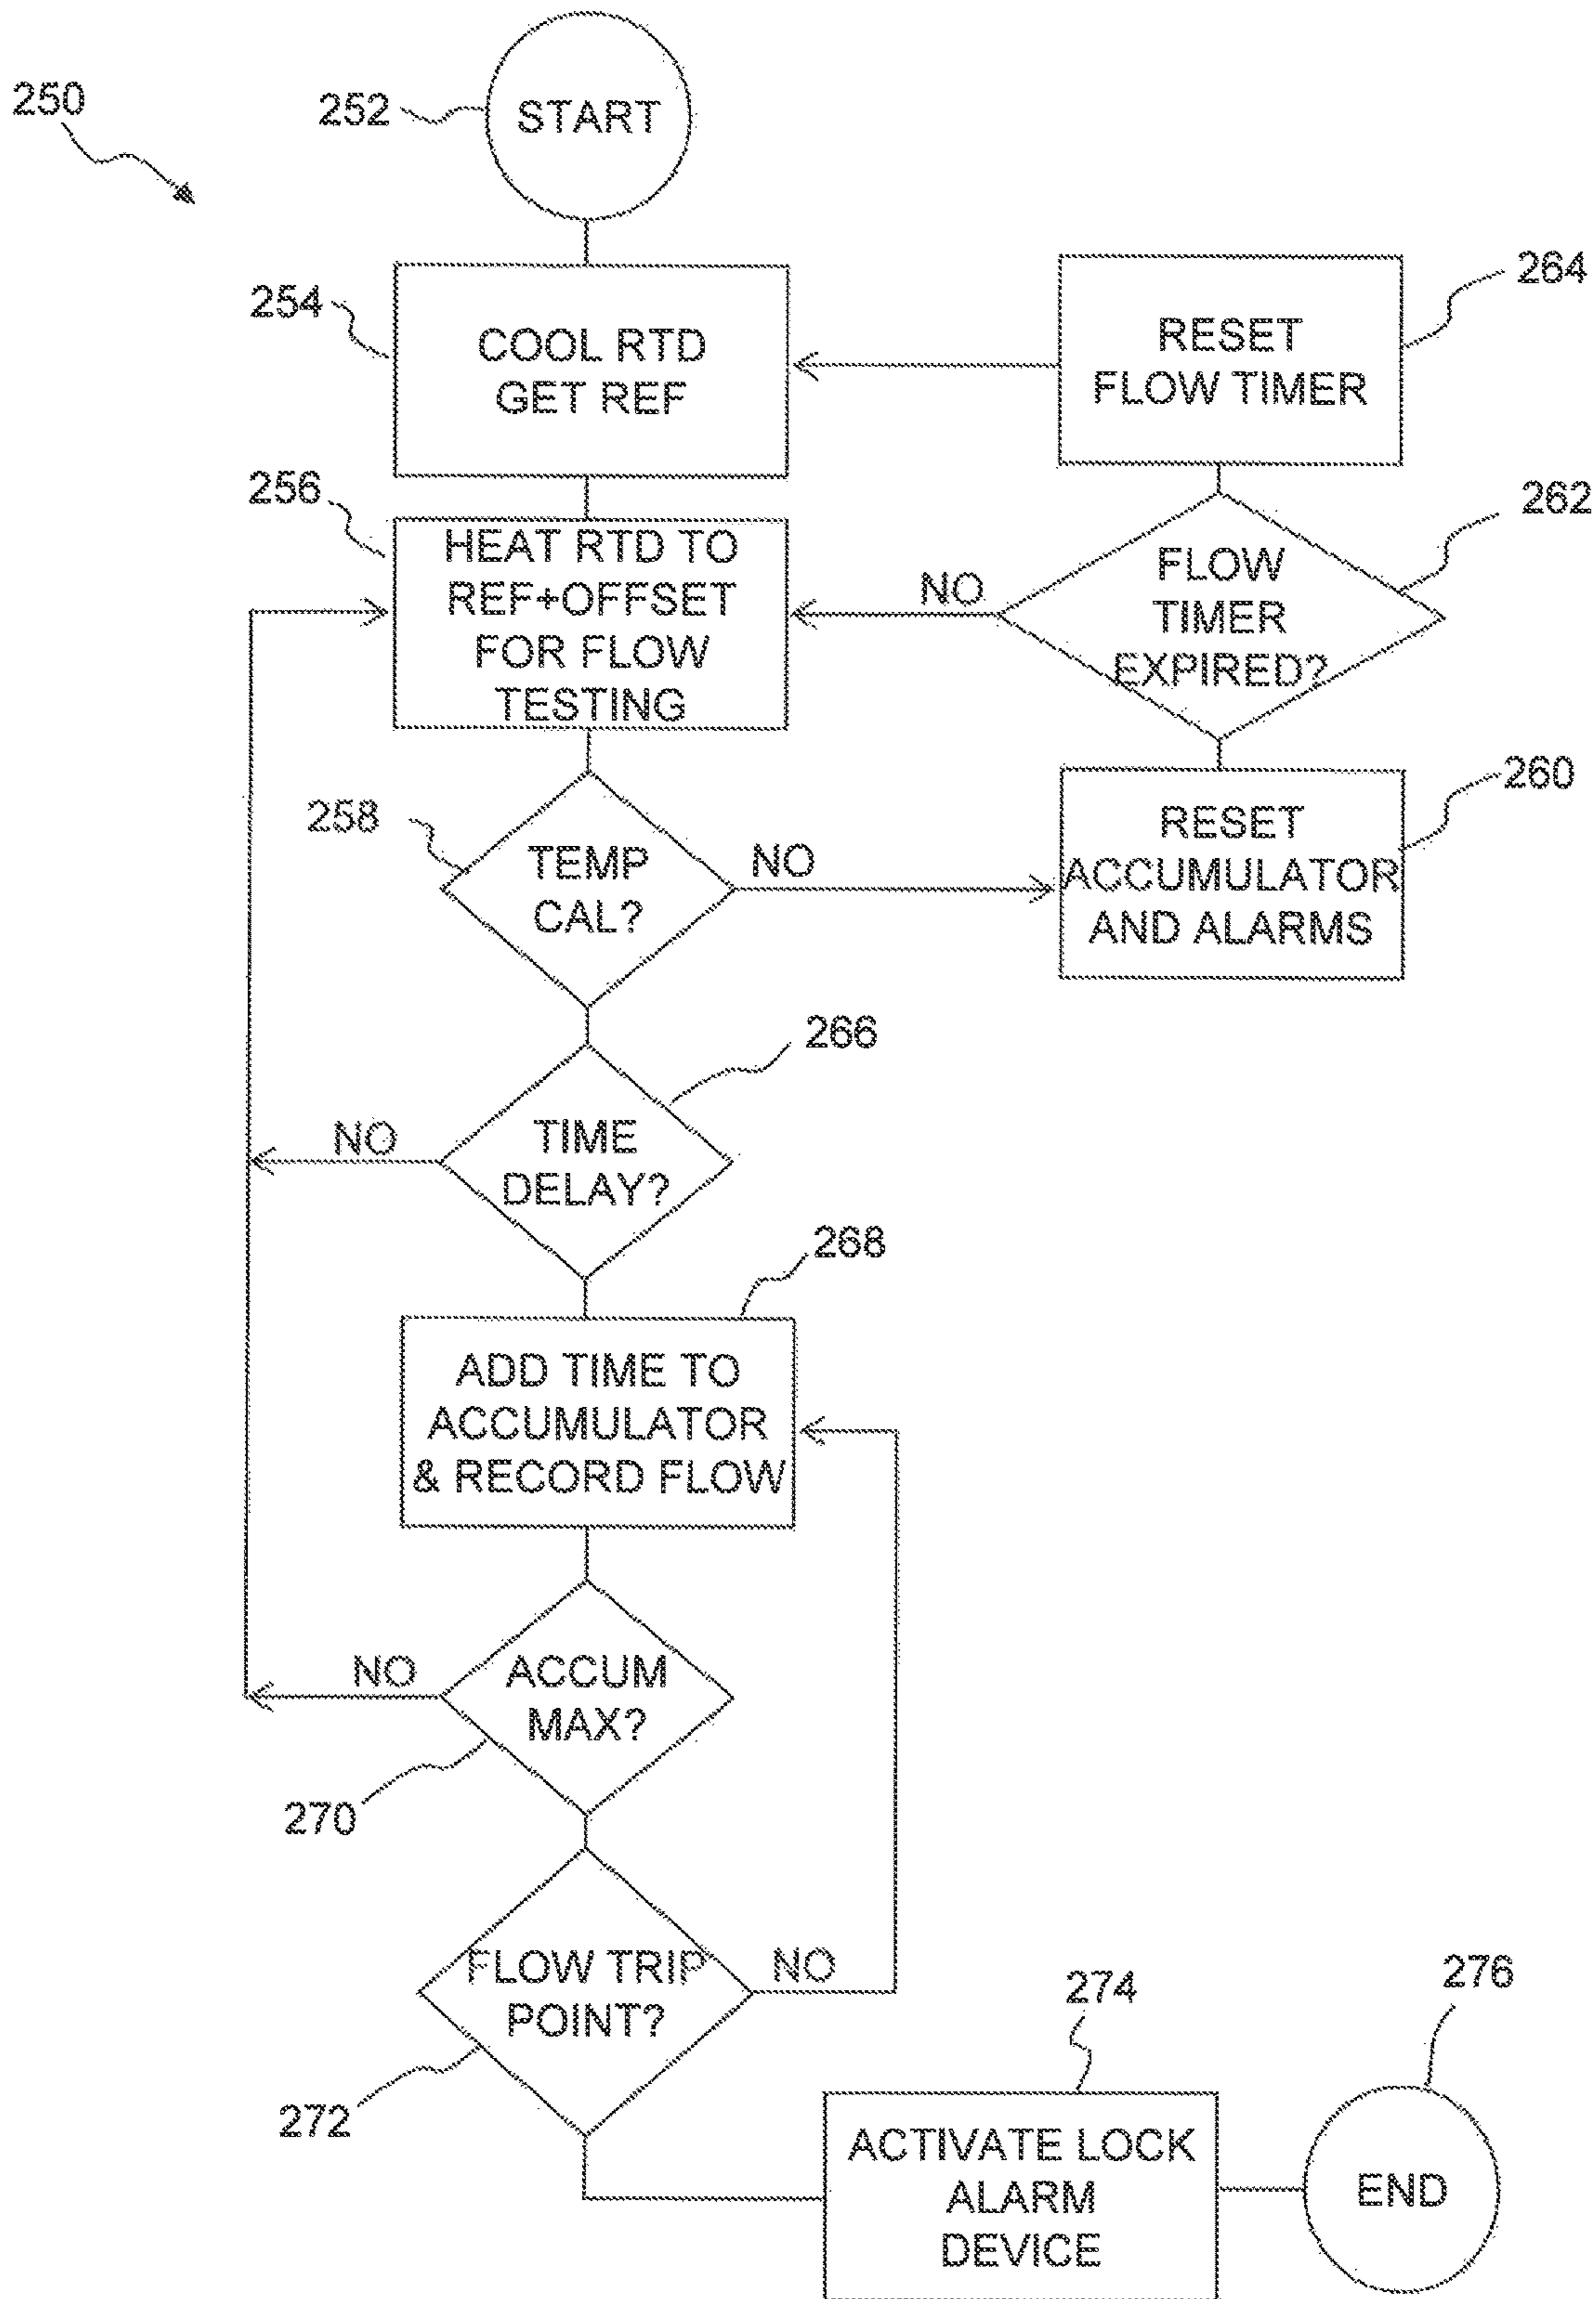 250
252
START
254
COOL RTD
GET REF
264
RESET
FLOW TIMER
256
HEAT RTD TO
REF+OFFSET
FOR FLOW
TESTING
262
NO
FLOW
TIMER
EXPIRED?
258
TEMP
CAL?
NO
260
RESET
ACCUMULATOR
AND ALARMS
266
NO
TIME
DELAY?
268
ADD TIME TO
ACCUMULATOR
& RECORD FLOW
NO
ACCUM
MAX?
270
FLOW TRIP
POINT?
NO
272
274
276
ACTIVATE LOCK
ALARM
DEVICE
END